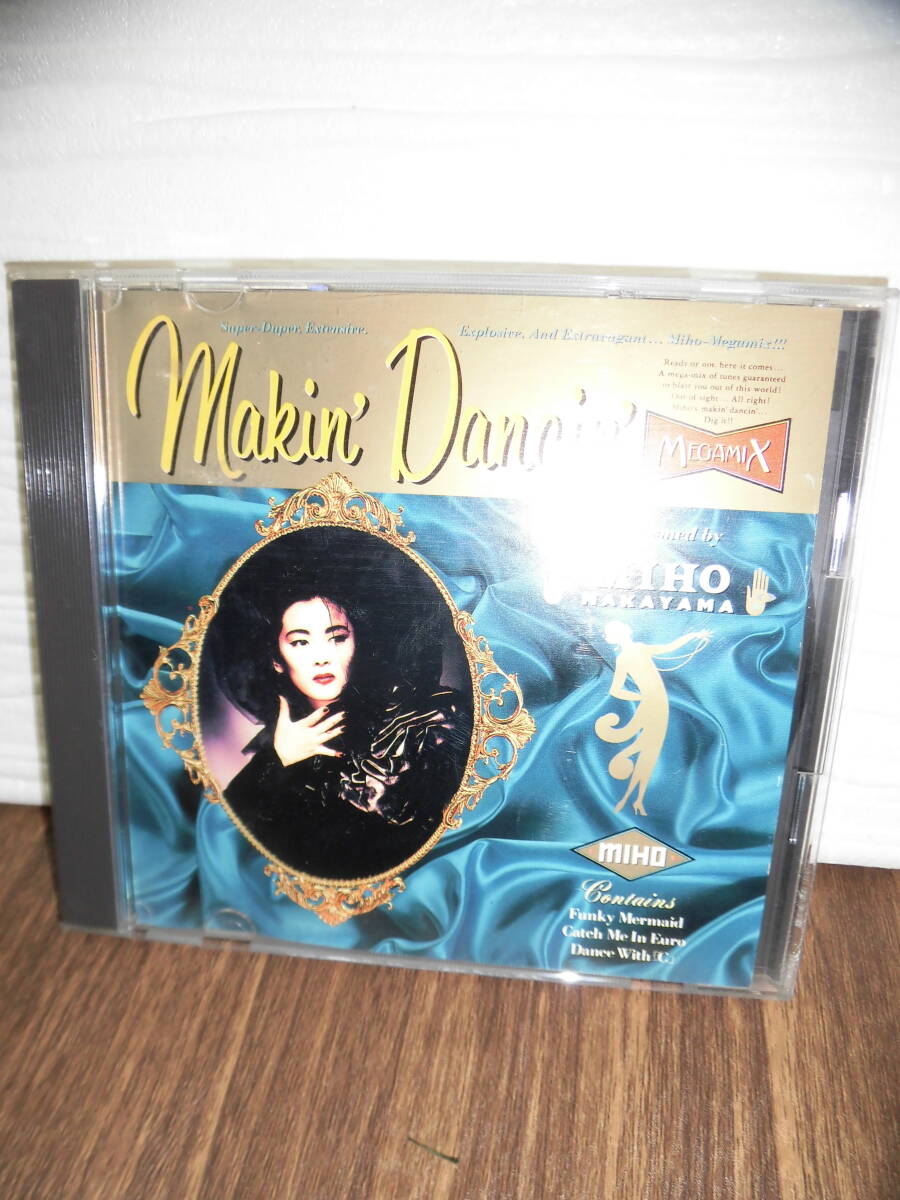 Super-Duper, Extensive, Explosive, And Extravagant... Miho-Megamix!!!
Makin' Dancin'
Ready or not, here it comes...
A mega-mix of tunes guaranteed
to blast you out of this world!
Out of sight... All right!
Miho's makin' dancin'...
Dig it!!
MEGAMIX
by
MIHO
NAKAYAMA
MIHO
Contains
Funky Mermaid
Catch Me In Euro
Dance With「C」